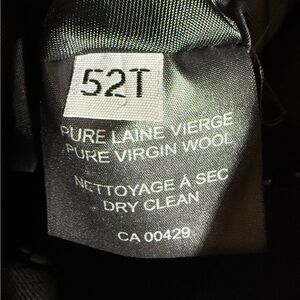 52T
PURE LAINE VIERGE
PURE VIRGIN WOOL
NETTOYAGE À SEC
DRY CLEAN
CA 00429